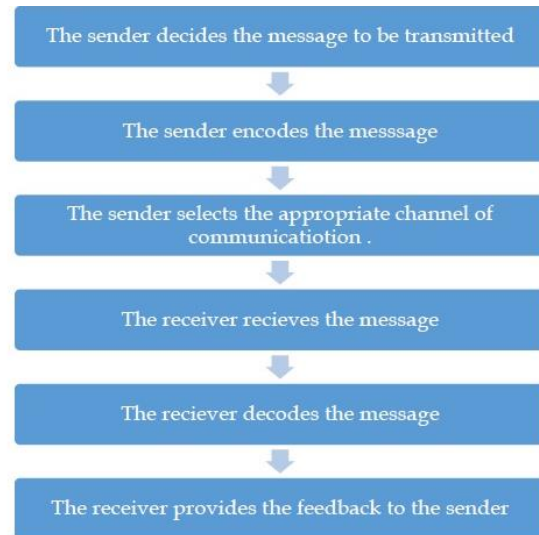 The sender decides the message to be transmitted
The sender encodes the messsage
The sender selects the appropriate channel of
communicatiotion .
The receiver recieves the message
The reciever decodes the message
The receiver provides the feedback to the sender